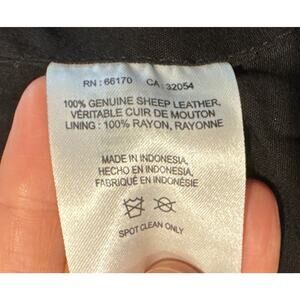 RN : 66170 CA : 32054
100% GENUINE SHEEP LEATHER,
VÉRITABLE CUIR DE MOUTON
LINING : 100% RAYON, RAYONNE
MADE IN INDONESIA,
HECHO EN INDONESIA,
FABRIQUÉ EN INDONÉSIE
SPOT CLEAN ONLY